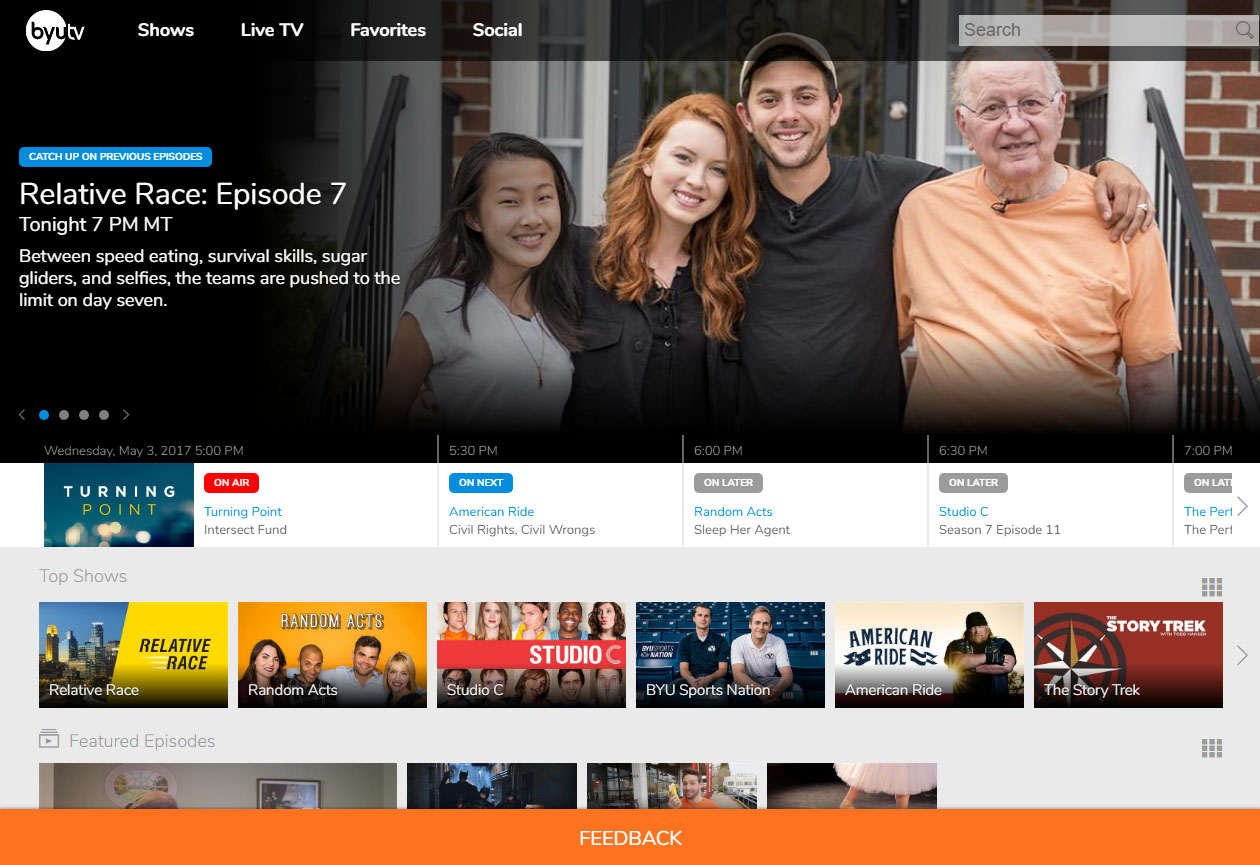 byutv
Shows
Live TV
Favorites
Social
Search
CATCH UP ON PREVIOUS EPISODES
Relative Race: Episode 7
Tonight 7 PM MT
Between speed eating, survival skills, sugar
gliders, and selfies, the teams are pushed to the
limit on day seven.
Wednesday, May 3, 2017 5:00 PM
5:30 PM
6:00 PM
6:30 PM
7:00 PM
TURNING
POINT
ON AIR
Turning Point
Intersect Fund
ON NEXT
American Ride
Civil Rights, Civil Wrongs
ON LATER
Random Acts
Sleep Her Agent
ON LATER
Studio C
Season 7 Episode 11
ON LAT
The Perf
The Perf
Top Shows
RELATIVE
RACE
Relative Race
RANDOM ACTS
Random Acts
STUDIO C
Studio C
BYU SPORTS
NATION
BYU Sports Nation
AMERICAN
RIDE
American Ride
THE
STORY TREK
WITH TODD HANSEN
The Story Trek
Featured Episodes
FEEDBACK